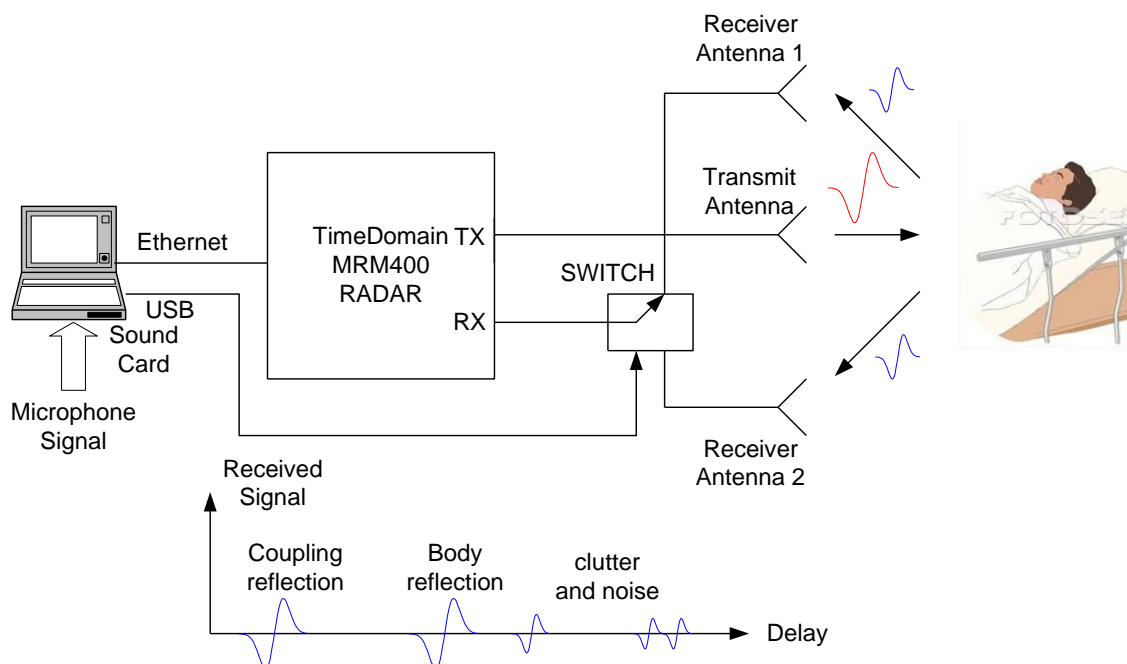 Receiver
Antenna 1
Transmit
Antenna
Ethernet
TimeDomain TX
MRM400
RADAR
SWITCH
USB
Sound
Card
RX
Microphone
Signal
Receiver
Antenna 2
Received
Signal
Coupling
reflection
Body
reflection
clutter
and noise
Delay